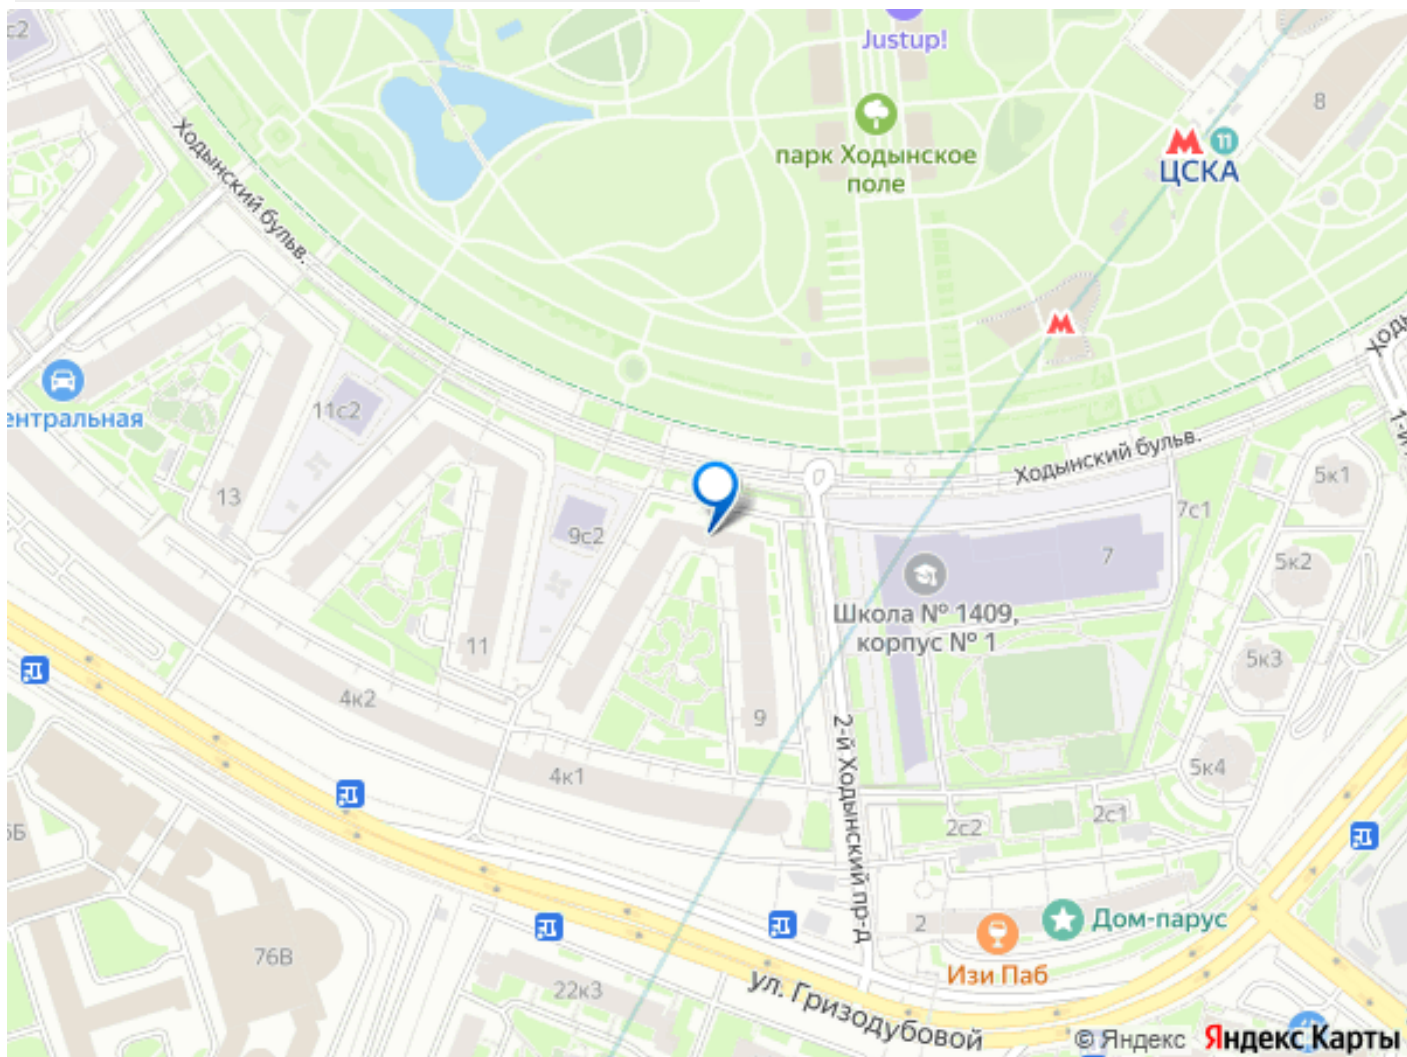 с2
Justup!
8
11
парк Ходынское
поле
ЦСКА
Ходынский бульв.
ентральная
11с2
13
9с2
11
9
4к2
4к1
Ходынский бульв.
7с1
7
Школа № 1409,
корпус № 1
5к1
5к2
5к3
5к4
2с2
2с1
2-й Ходынский пр-д
2
Дом-парус
Изи Паб
76В
22к3
ул. Гризодубовой
© Яндекс Яндекс Карты